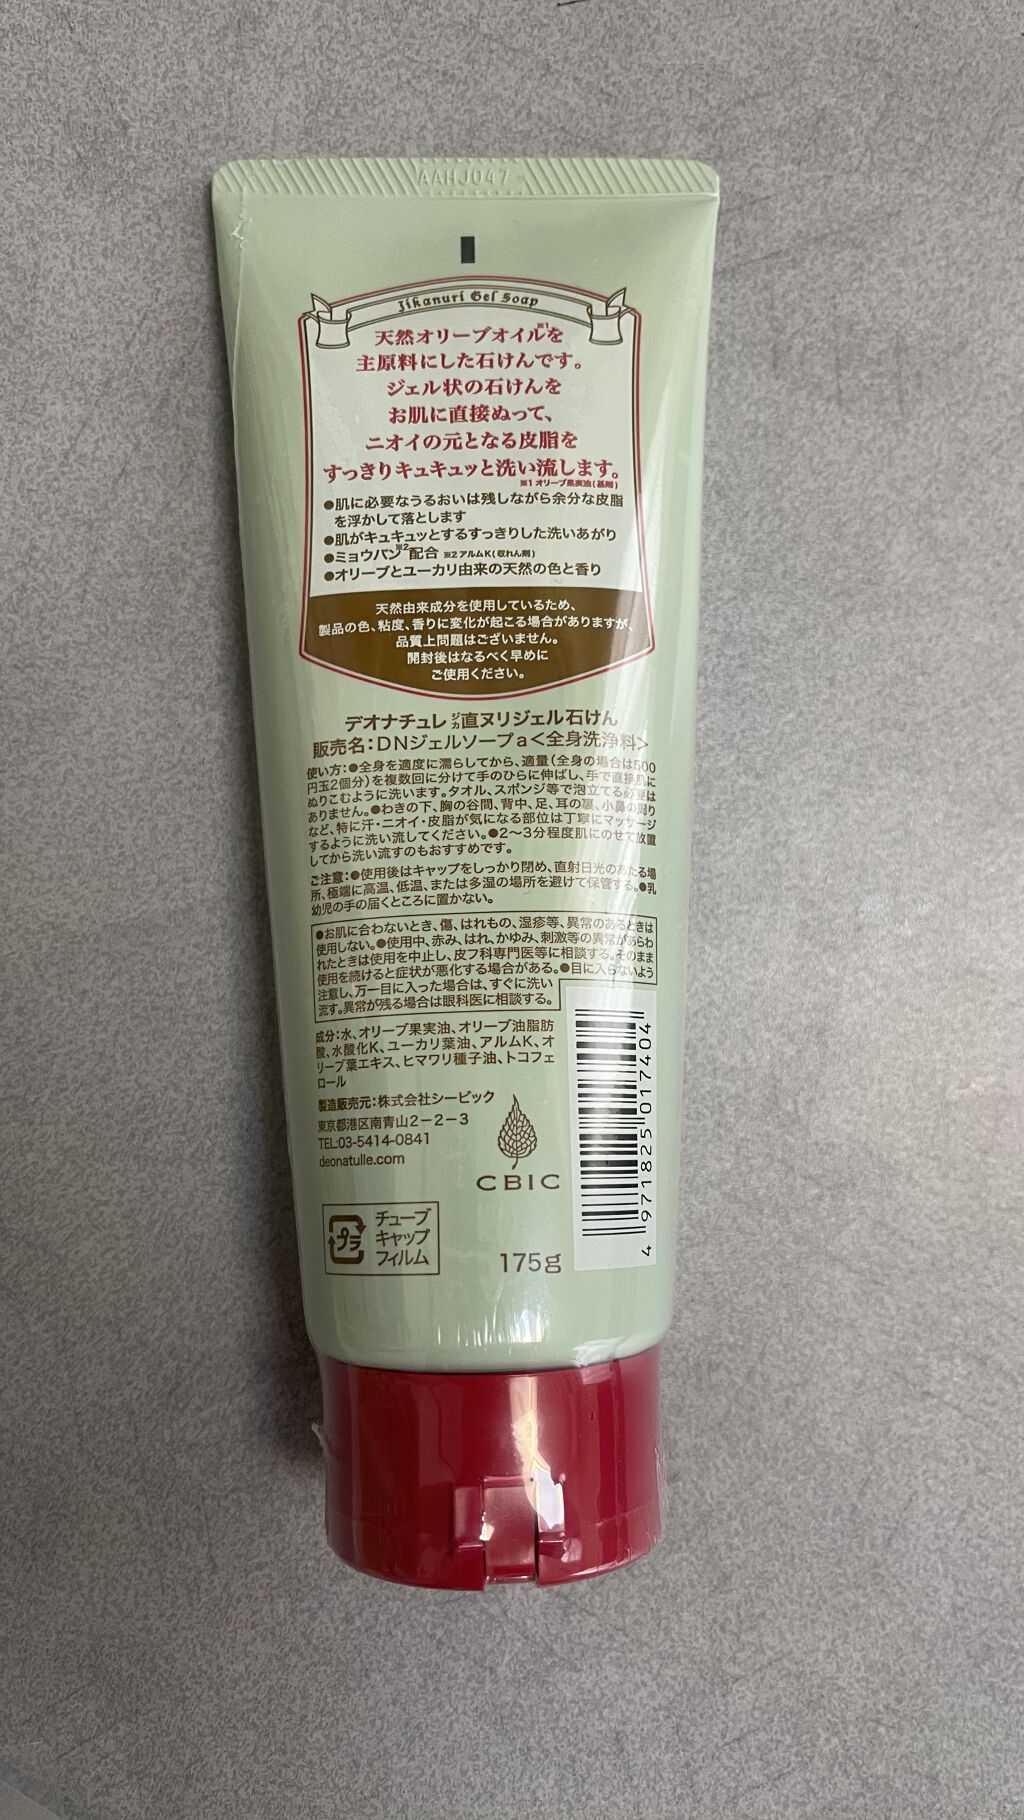 AAHJ047
Jikanuri Gel Soap
天然オリーブオイル※1を
主原料にした石けんです。
ジェル状の石けんを
お肌に直接ぬって、
ニオイの元となる皮脂を
すっきりキュキュッと洗い流します。
※1 オリーブ果実油(基剤)
●肌に必要なうるおいは残しながら余分な皮脂
を浮かして落とします
●肌がキュキュッとするすっきりした洗いあがり
●ミョウバン※2配合 ※2 アルムK(収れん剤)
●オリーブとユーカリ由来の天然の色と香り
天然由来成分を使用しているため、
製品の色、粘度、香りに変化が起こる場合がありますが、
品質上問題はございません。
開封後はなるべく早めに
ご使用ください。
デオナチュレ ジカ直ヌリジェル石けん
販売名:DNジェルソープa<全身洗浄料>
使い方:●全身を適度に濡らしてから、適量(全身の場合は500
円玉2個分)を複数回に分けて手のひらに伸ばし、手で直接肌に
ぬりこむように洗います。タオル、スポンジ等で泡立てる必要は
ありません。●わきの下、胸の谷間、背中、足、耳の裏、小鼻の周り
など、特に汗・ニオイ・皮脂が気になる部位は丁寧にマッサージ
するように洗い流してください。●2〜3分程度肌にのせて放置
してから洗い流すのもおすすめです。
ご注意:●使用後はキャップをしっかり閉め、直射日光のあたる場
所、極端に高温、低温、または多湿の場所を避けて保管する。●乳
幼児の手の届くところに置かない。
●お肌に合わないとき、傷、はれもの、湿疹等、異常のあるときは
使用しない。●使用中、赤み、はれ、かゆみ、刺激等の異常があらわ
れたときは使用を中止し、皮フ科専門医等に相談する。そのまま
使用を続けると症状が悪化する場合がある。●目に入らないよう
注意し、万一目に入った場合は、すぐに洗い
流す。異常が残る場合は眼科医に相談する。
成分:水、オリーブ果実油、オリーブ油脂肪
酸、水酸化K、ユーカリ葉油、アルムK、オ
リーブ葉エキス、ヒマワリ種子油、トコフェ
ロール
製造販売元:株式会社シービック
東京都港区南青山2-2-3
TEL:03-5414-0841
deonatulle.com
CBIC
4 971825 017404
プラ
チューブ
キャップ
フィルム
175g